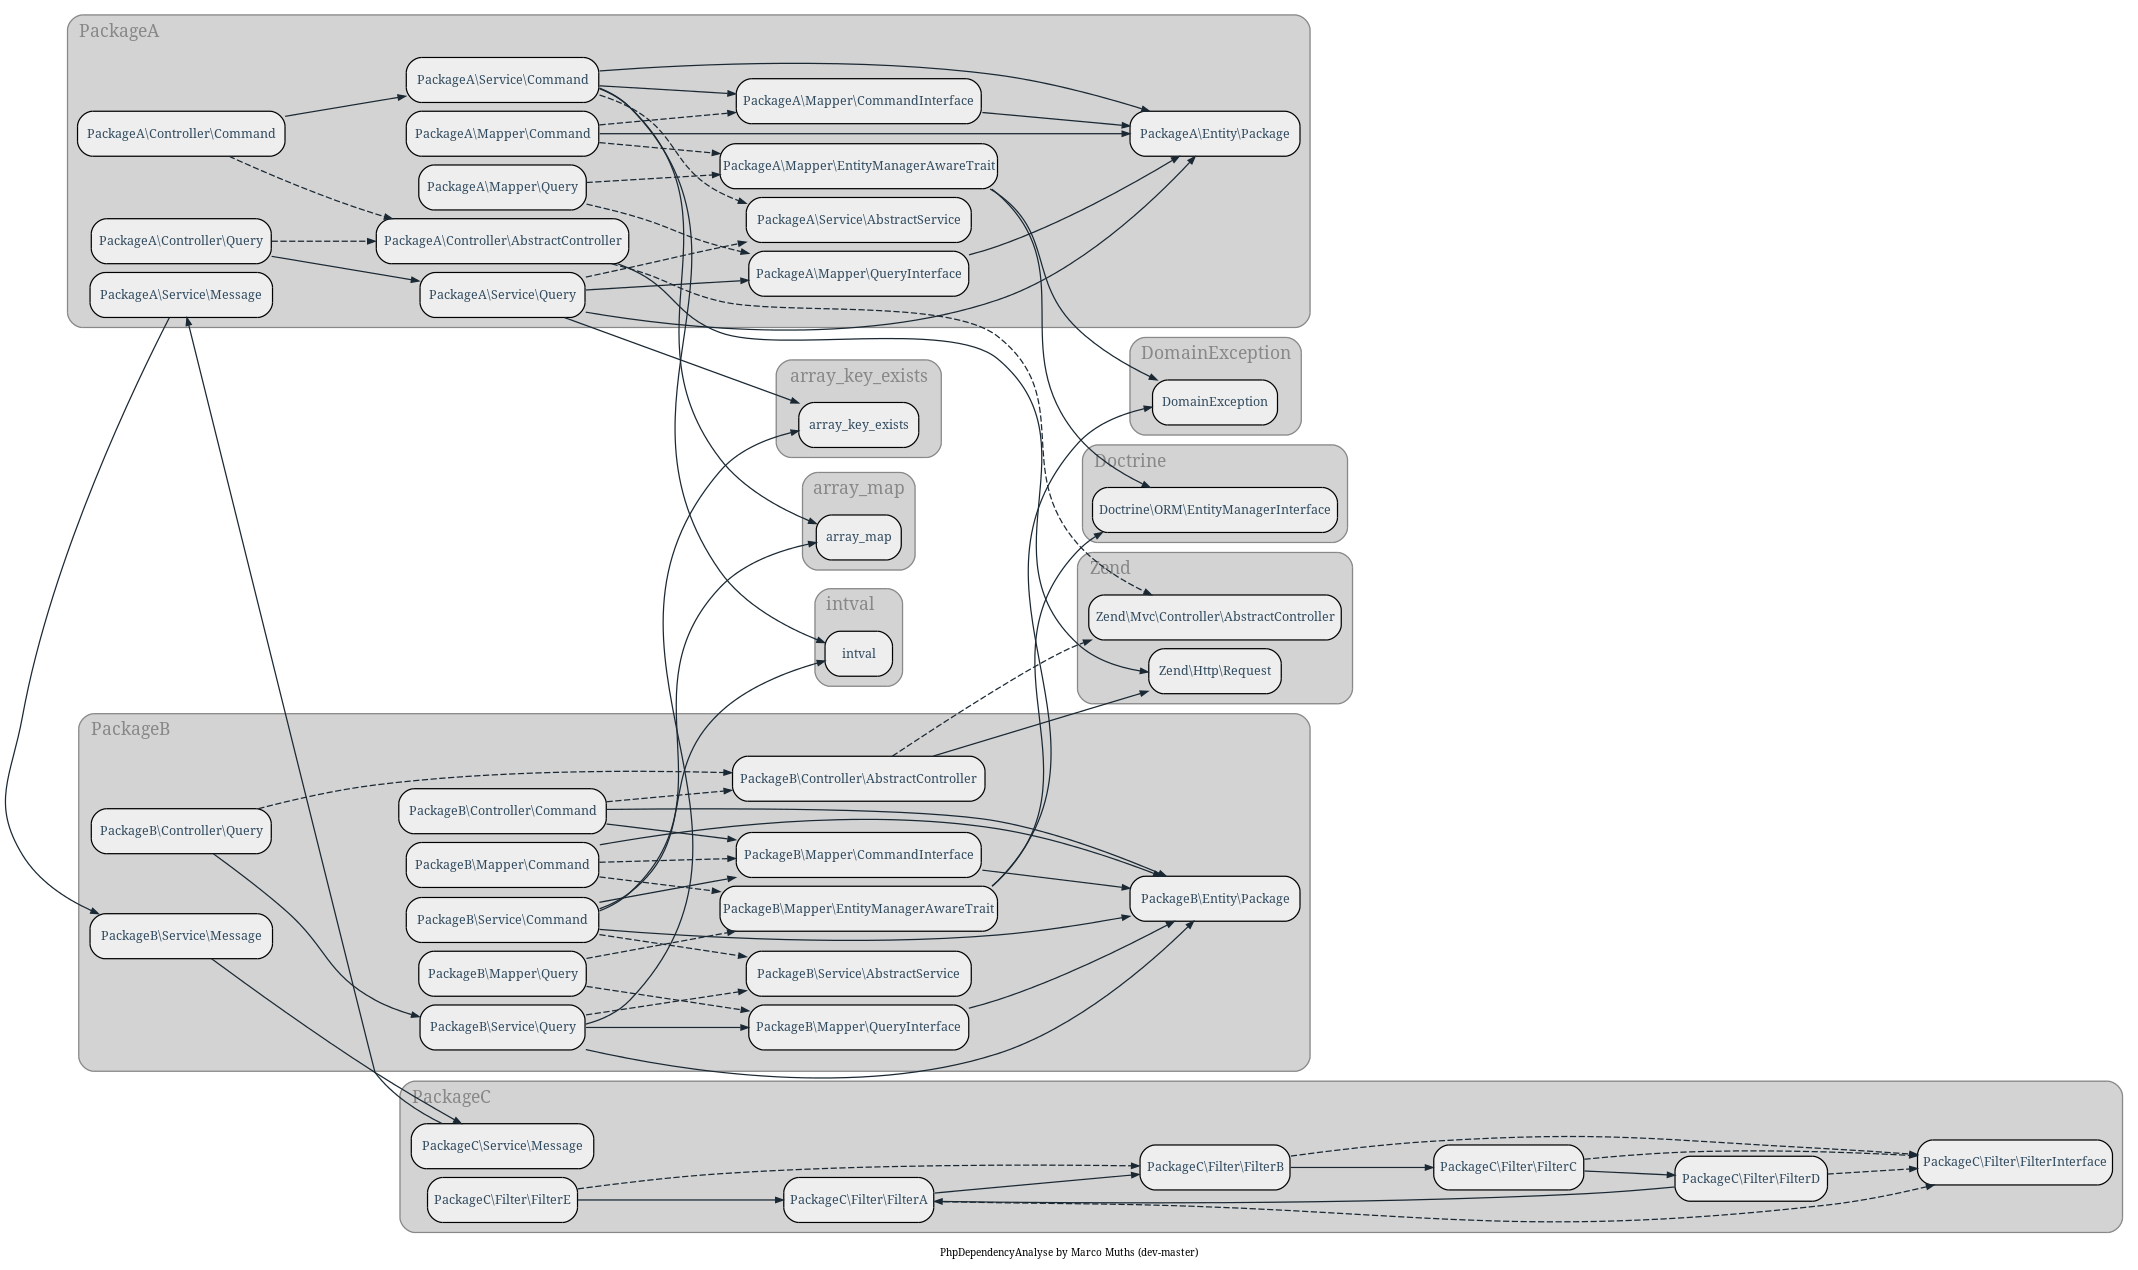 PackageA
PackageA\Service\Command
PackageA\Mapper\CommandInterface
PackageA\Controller\Command
PackageA\Mapper\Command
PackageA\Entity\Package
PackageA\Mapper\EntityManagerAwareTrait
PackageA\Mapper\Query
PackageA\Service\AbstractService
PackageA\Controller\Query
PackageA\Controller\AbstractController
PackageA\Mapper\QueryInterface
PackageA\Service\Message
PackageA\Service\Query
DomainException
DomainException
array_key_exists
array_key_exists
Doctrine
Doctrine\ORM\EntityManagerInterface
array_map
array_map
Zend
Zend\Mvc\Controller\AbstractController
Zend\Http\Request
intval
intval
PackageB
PackageB\Controller\AbstractController
PackageB\Controller\Command
PackageB\Controller\Query
PackageB\Mapper\CommandInterface
PackageB\Mapper\Command
PackageB\Entity\Package
PackageB\Mapper\EntityManagerAwareTrait
PackageB\Service\Command
PackageB\Service\Message
PackageB\Mapper\Query
PackageB\Service\AbstractService
PackageB\Service\Query
PackageB\Mapper\QueryInterface
PackageC
PackageC\Service\Message
PackageC\Filter\FilterB
PackageC\Filter\FilterC
PackageC\Filter\FilterInterface
PackageC\Filter\FilterD
PackageC\Filter\FilterE
PackageC\Filter\FilterA
PhpDependencyAnalyse by Marco Muths (dev-master)